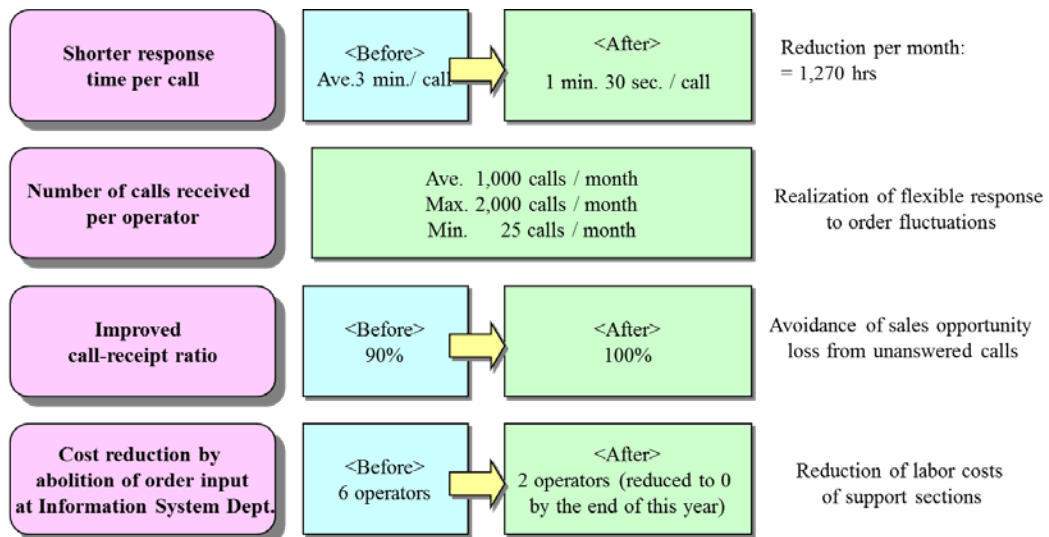 Shorter response
time per call
<Before>
Ave.3 min./ call
<After>
1 min. 30 sec. / call
Reduction per month:
= 1,270 hrs
Number of calls received
per operator
Ave. 1,000 calls / month
Max. 2,000 calls / month
Min. 25 calls / month
Realization of flexible response
to order fluctuations
Improved
call-receipt ratio
<Before>
90%
<After>
100%
Avoidance of sales opportunity
loss from unanswered calls
Cost reduction by
abolition of order input
at Information System Dept.
<Before>
6 operators
<After>
2 operators (reduced to 0
by the end of this year)
Reduction of labor costs
of support sections